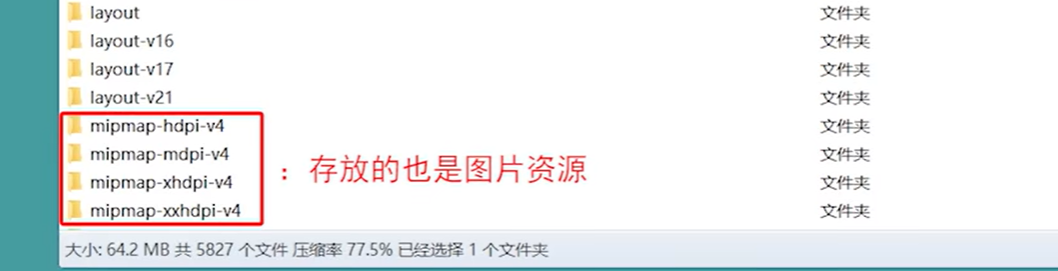 layout 文件夹
layout-v16 文件夹
layout-v17 文件夹
layout-v21 文件夹
mipmap-hdpi-v4 文件夹
mipmap-mdpi-v4 文件夹
：存放的也是图片资源
mipmap-xhdpi-v4 文件夹
mipmap-xxhdpi-v4 文件夹
大小: 64.2 MB 共 5827 个文件 压缩率 77.5% 已经选择 1 个文件夹